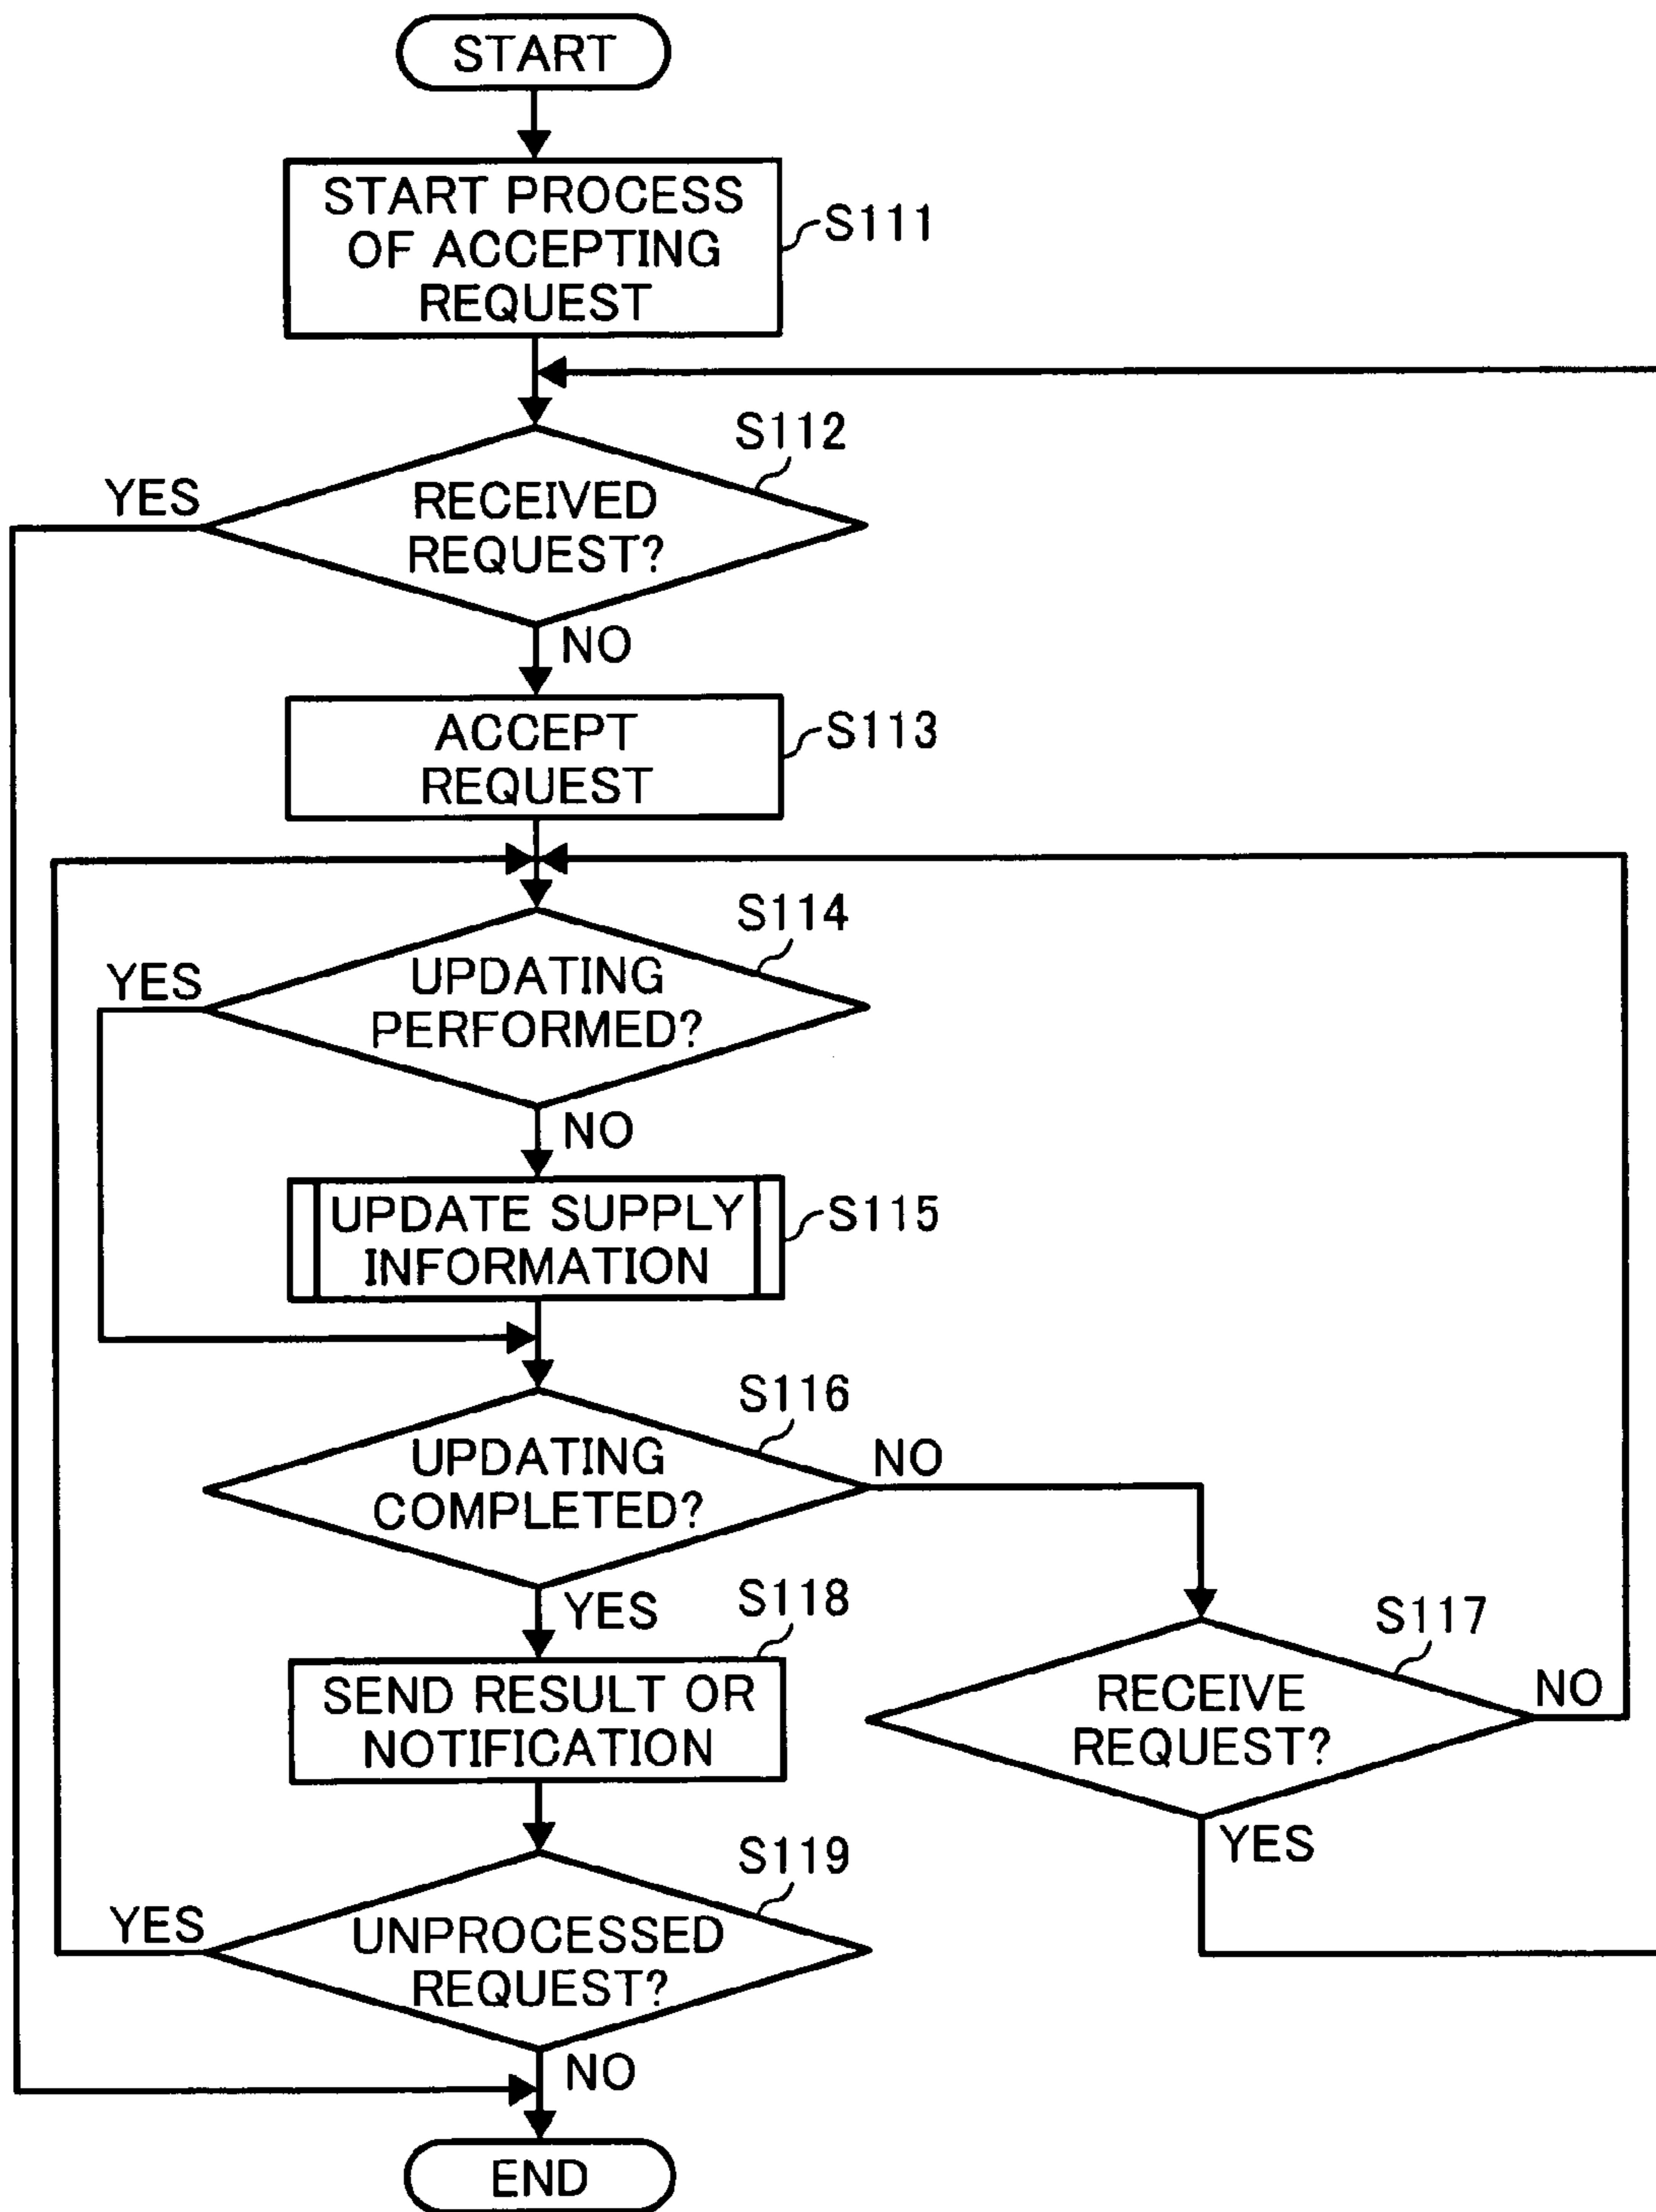 START
START PROCESS
OF ACCEPTING
REQUEST
S111
S112
YES
RECEIVED
REQUEST?
NO
ACCEPT
REQUEST
S113
S114
YES
UPDATING
PERFORMED?
NO
UPDATE SUPPLY
INFORMATION
S115
S116
UPDATING
COMPLETED?
NO
YES
S118
SEND RESULT OR
NOTIFICATION
S117
RECEIVE
REQUEST?
NO
YES
S119
YES
UNPROCESSED
REQUEST?
NO
END